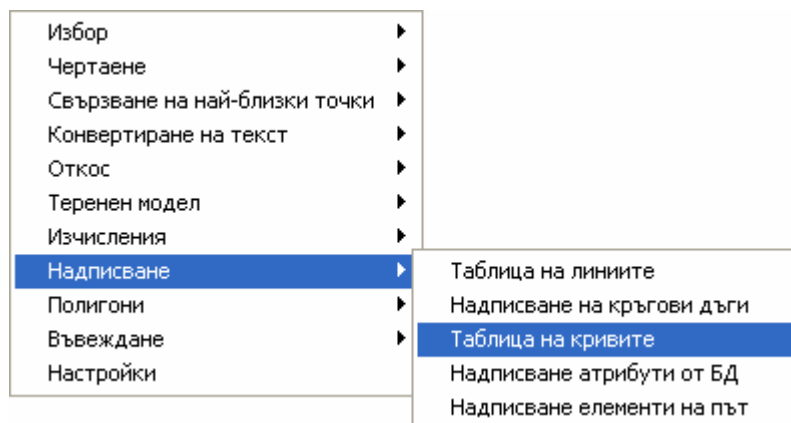 Избор
Чертаене
Свързване на най-близки точки
Конвертиране на текст
Откос
Теренен модел
Изчисления
Надписване
Полигони
Въвеждане
Настройки
Таблица на линиите
Надписване на кръгови дъги
Таблица на кривите
Надписване атрибути от БД
Надписване елементи на път